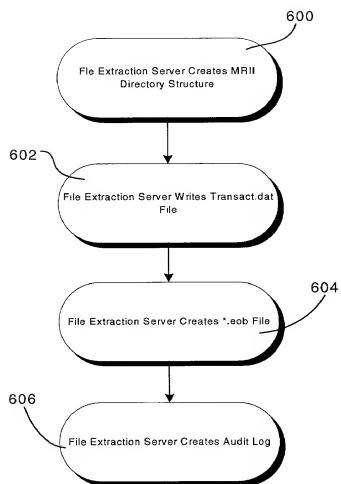 600
Fle Extraction Server Creates MRII
Directory Structure
602
File Extraction Server Writes Transact.dat
File
604
File Extraction Server Creates *.eob File
606
File Extraction Server Creates Audit Log